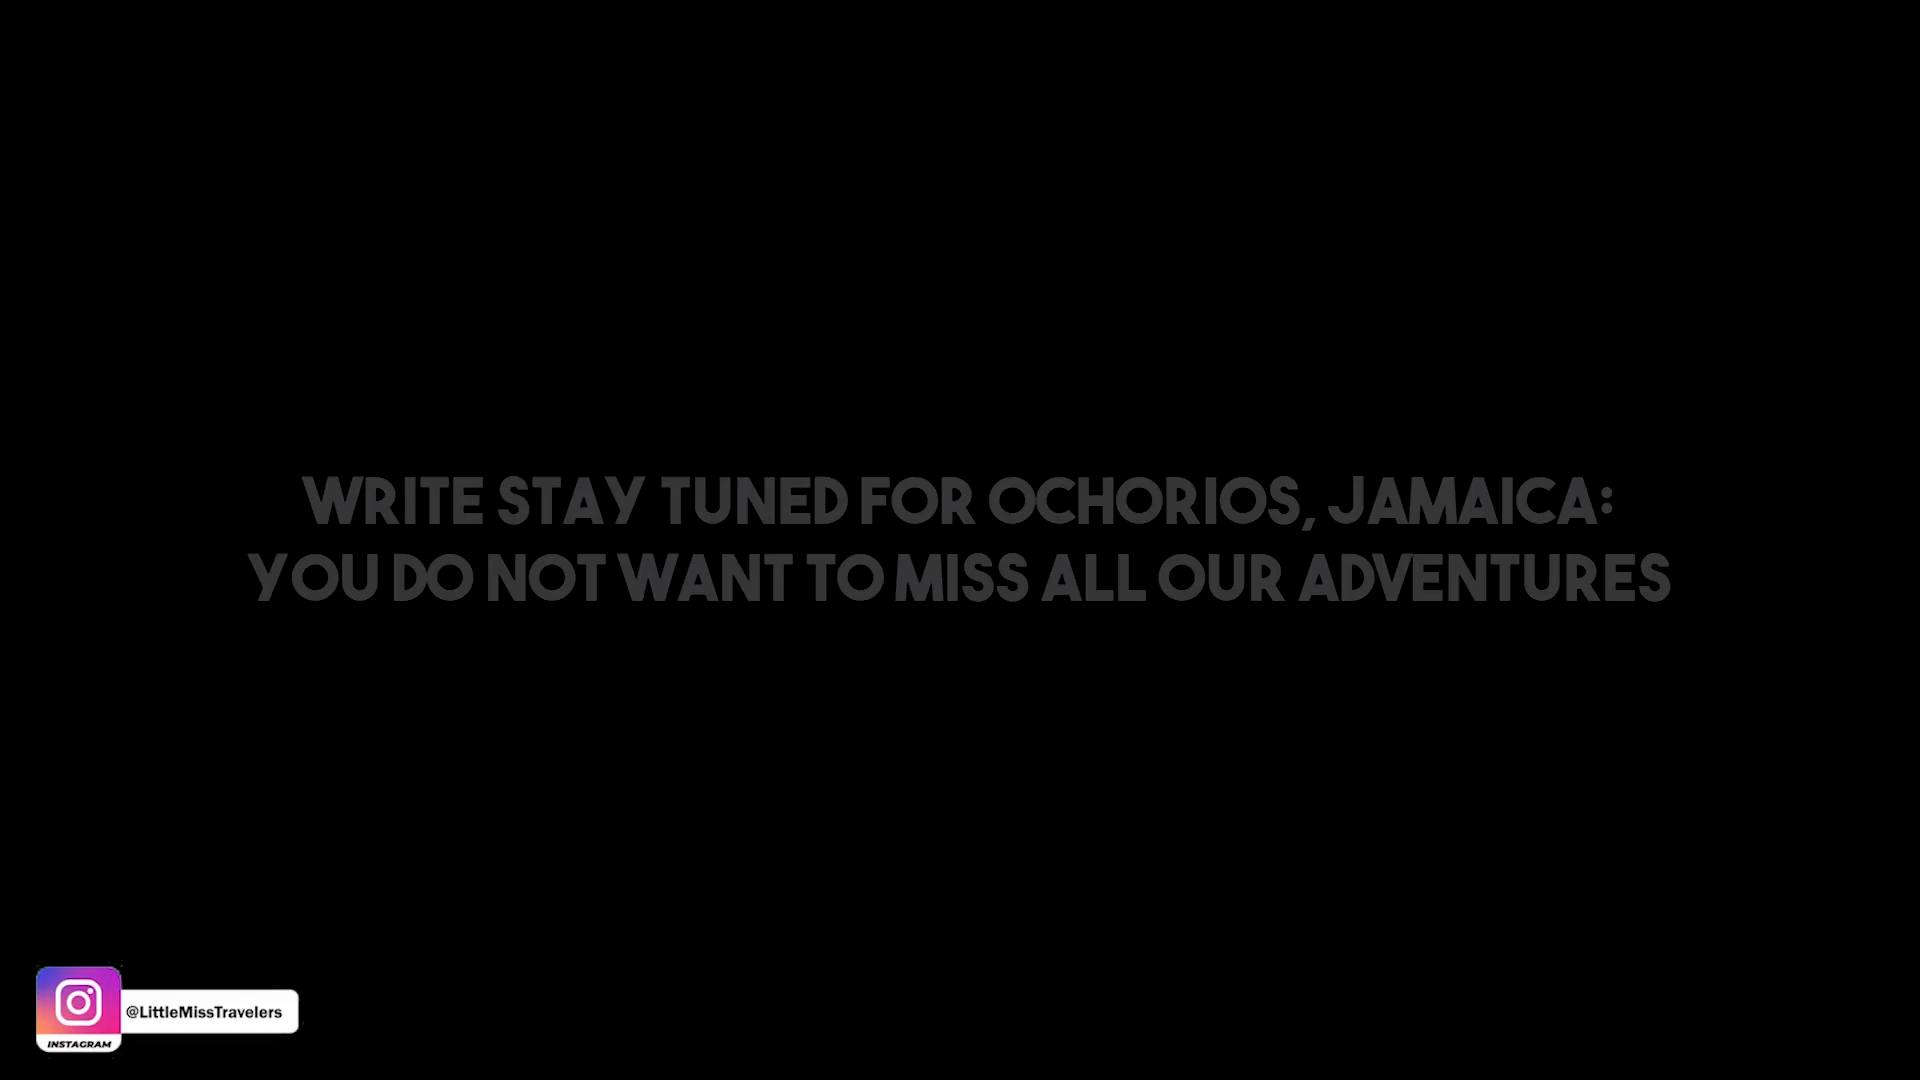 WRITE STAY TUNED FOR OCHORIOS, JAMAICA:
YOU DO NOT WANT TO MISS ALL OUR ADVENTURES
@LittleMissTravelers
INSTAGRAM